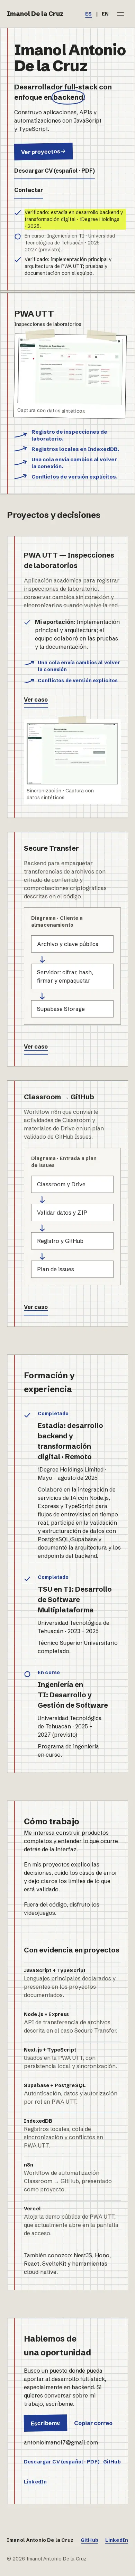 Imanol De la Cruz
ES | EN
Imanol Antonio
De la Cruz
Desarrollador full-stack con
enfoque en backend.
Construyo aplicaciones, APIs y
automatizaciones con JavaScript
y TypeScript.
Ver proyectos →
Descargar CV (español · PDF)
Contactar
Verificado: estadía en desarrollo backend y
transformación digital · 1Degree Holdings
· 2025.
En curso: Ingeniería en TI · Universidad
Tecnológica de Tehuacán · 2025 -
2027 (previsto).
Verificado: implementación principal y
arquitectura de PWA UTT; pruebas y
documentación con el equipo.
PWA UTT
Inspecciones de laboratorios
Captura con datos sintéticos
Registro de inspecciones de
laboratorio.
Registros locales en IndexedDB.
Una cola envía cambios al volver
la conexión.
Conflictos de versión explícitos.
Proyectos y decisiones
PWA UTT — Inspecciones
de laboratorios
Aplicación académica para registrar
inspecciones de laboratorio,
conservar cambios sin conexión y
sincronizarlos cuando vuelve la red.
Mi aportación: Implementación
principal y arquitectura; el
equipo colaboró en las pruebas
y la documentación.
Una cola envía cambios al volver
la conexión
Conflictos de versión explícitos
Ver caso
Sincronización · Captura con
datos sintéticos
Secure Transfer
Backend para empaquetar
transferencias de archivos con
cifrado de contenido y
comprobaciones criptográficas
descritas en el código.
Diagrama · Cliente a
almacenamiento
Archivo y clave pública
Servidor: cifrar, hash,
firmar y empaquetar
Supabase Storage
Ver caso
Classroom → GitHub
Workflow n8n que convierte
actividades de Classroom y
materiales de Drive en un plan
validado de GitHub Issues.
Diagrama · Entrada a plan
de issues
Classroom y Drive
Validar datos y ZIP
Registro y GitHub
Plan de issues
Ver caso
Formación y
experiencia
Completado
Estadía: desarrollo
backend y
transformación
digital · Remoto
1Degree Holdings Limited ·
Mayo - agosto de 2025
Colaboré en la integración de
servicios de IA con Node.js,
Express y TypeScript para
flujos de entrevistas en tiempo
real, participé en la validación
y estructuración de datos con
PostgreSQL/Supabase y
documenté la arquitectura y los
endpoints del backend.
Completado
TSU en TI: Desarrollo
de Software
Multiplataforma
Universidad Tecnológica de
Tehuacán · 2023 - 2025
Técnico Superior Universitario
completado.
En curso
Ingeniería en
TI: Desarrollo y
Gestión de Software
Universidad Tecnológica
de Tehuacán · 2025 -
2027 (previsto)
Programa de ingeniería
en curso.
Cómo trabajo
Me interesa construir productos
completos y entender lo que ocurre
detrás de la interfaz.
En mis proyectos explico las
decisiones, cuido los casos de error
y dejo claros los límites de lo que
está validado.
Fuera del código, disfruto los
videojuegos.
Con evidencia en proyectos
JavaScript + TypeScript
Lenguajes principales declarados y
presentes en los proyectos
documentados.
Node.js + Express
API de transferencia de archivos
descrita en el caso Secure Transfer.
Next.js + TypeScript
Usados en la PWA UTT, con
persistencia local y sincronización.
Supabase + PostgreSQL
Autenticación, datos y autorización
por rol en PWA UTT.
IndexedDB
Registros locales, cola de
sincronización y conflictos en
PWA UTT.
n8n
Workflow de automatización
Classroom → GitHub, presentado
como proyecto.
Vercel
Aloja la demo pública de PWA UTT,
que actualmente abre en la pantalla
de acceso.
También conozco: NestJS, Hono,
React, SvelteKit y herramientas
cloud-native.
Hablemos de
una oportunidad
Busco un puesto donde pueda
aportar al desarrollo full-stack,
especialmente en backend. Si
quieres conversar sobre mi
trabajo, escríbeme.
Escríbeme
Copiar correo
antonioimanol7@gmail.com
Descargar CV (español · PDF)
GitHub
LinkedIn
Imanol Antonio De la Cruz
GitHub
LinkedIn
© 2026 Imanol Antonio De la Cruz